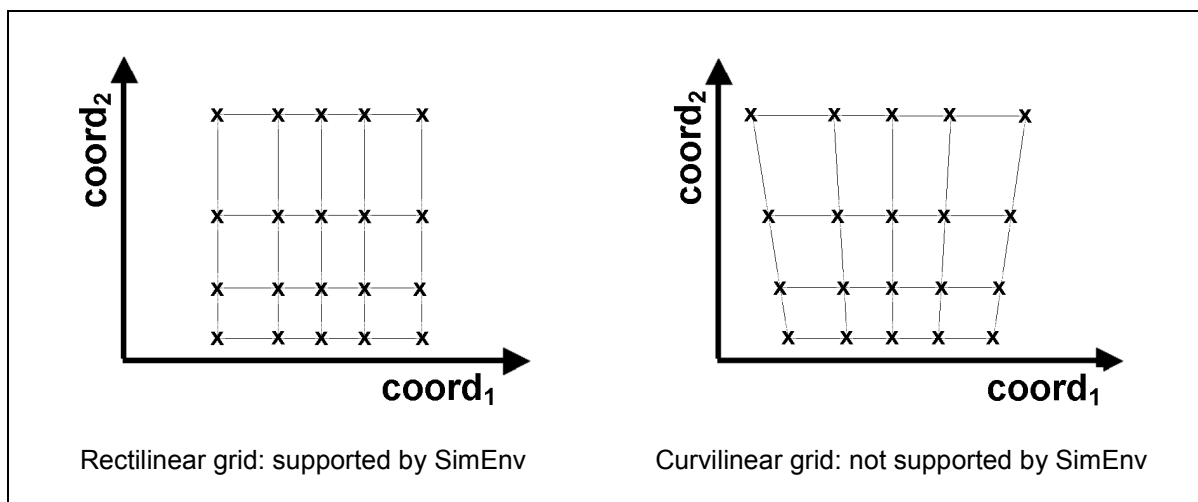 coord₂
coord₁
Rectilinear grid: supported by SimEnv
coord₂
coord₁
Curvilinear grid: not supported by SimEnv